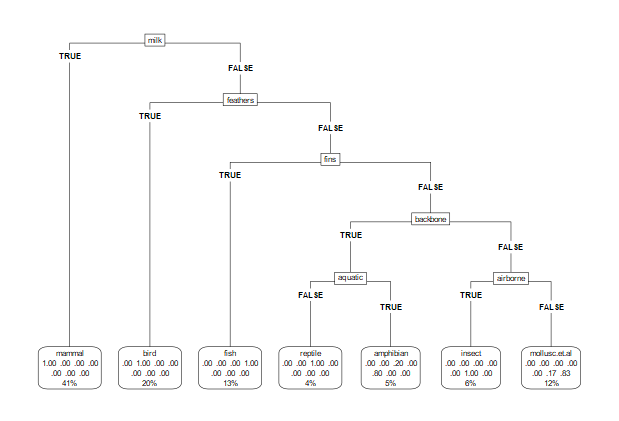 milk
TRUE
FALSE
feathers
TRUE
FALSE
fins
TRUE
FALSE
backbone
TRUE
FALSE
aquatic
airborne
FALSE
TRUE
TRUE
FALSE
mammal
1.00 .00 .00 .00
.00 .00 .00
41%
bird
.00 1.00 .00 .00
.00 .00 .00
20%
fish
.00 .00 .00 1.00
.00 .00 .00
13%
reptile
.00 .00 1.00 .00
.00 .00 .00
4%
amphibian
.00 .00 .20 .00
.80 .00 .00
5%
insect
.00 .00 .00 .00
.00 1.00 .00
6%
mollusc.et.al
.00 .00 .00 .00
.00 .17 .83
12%